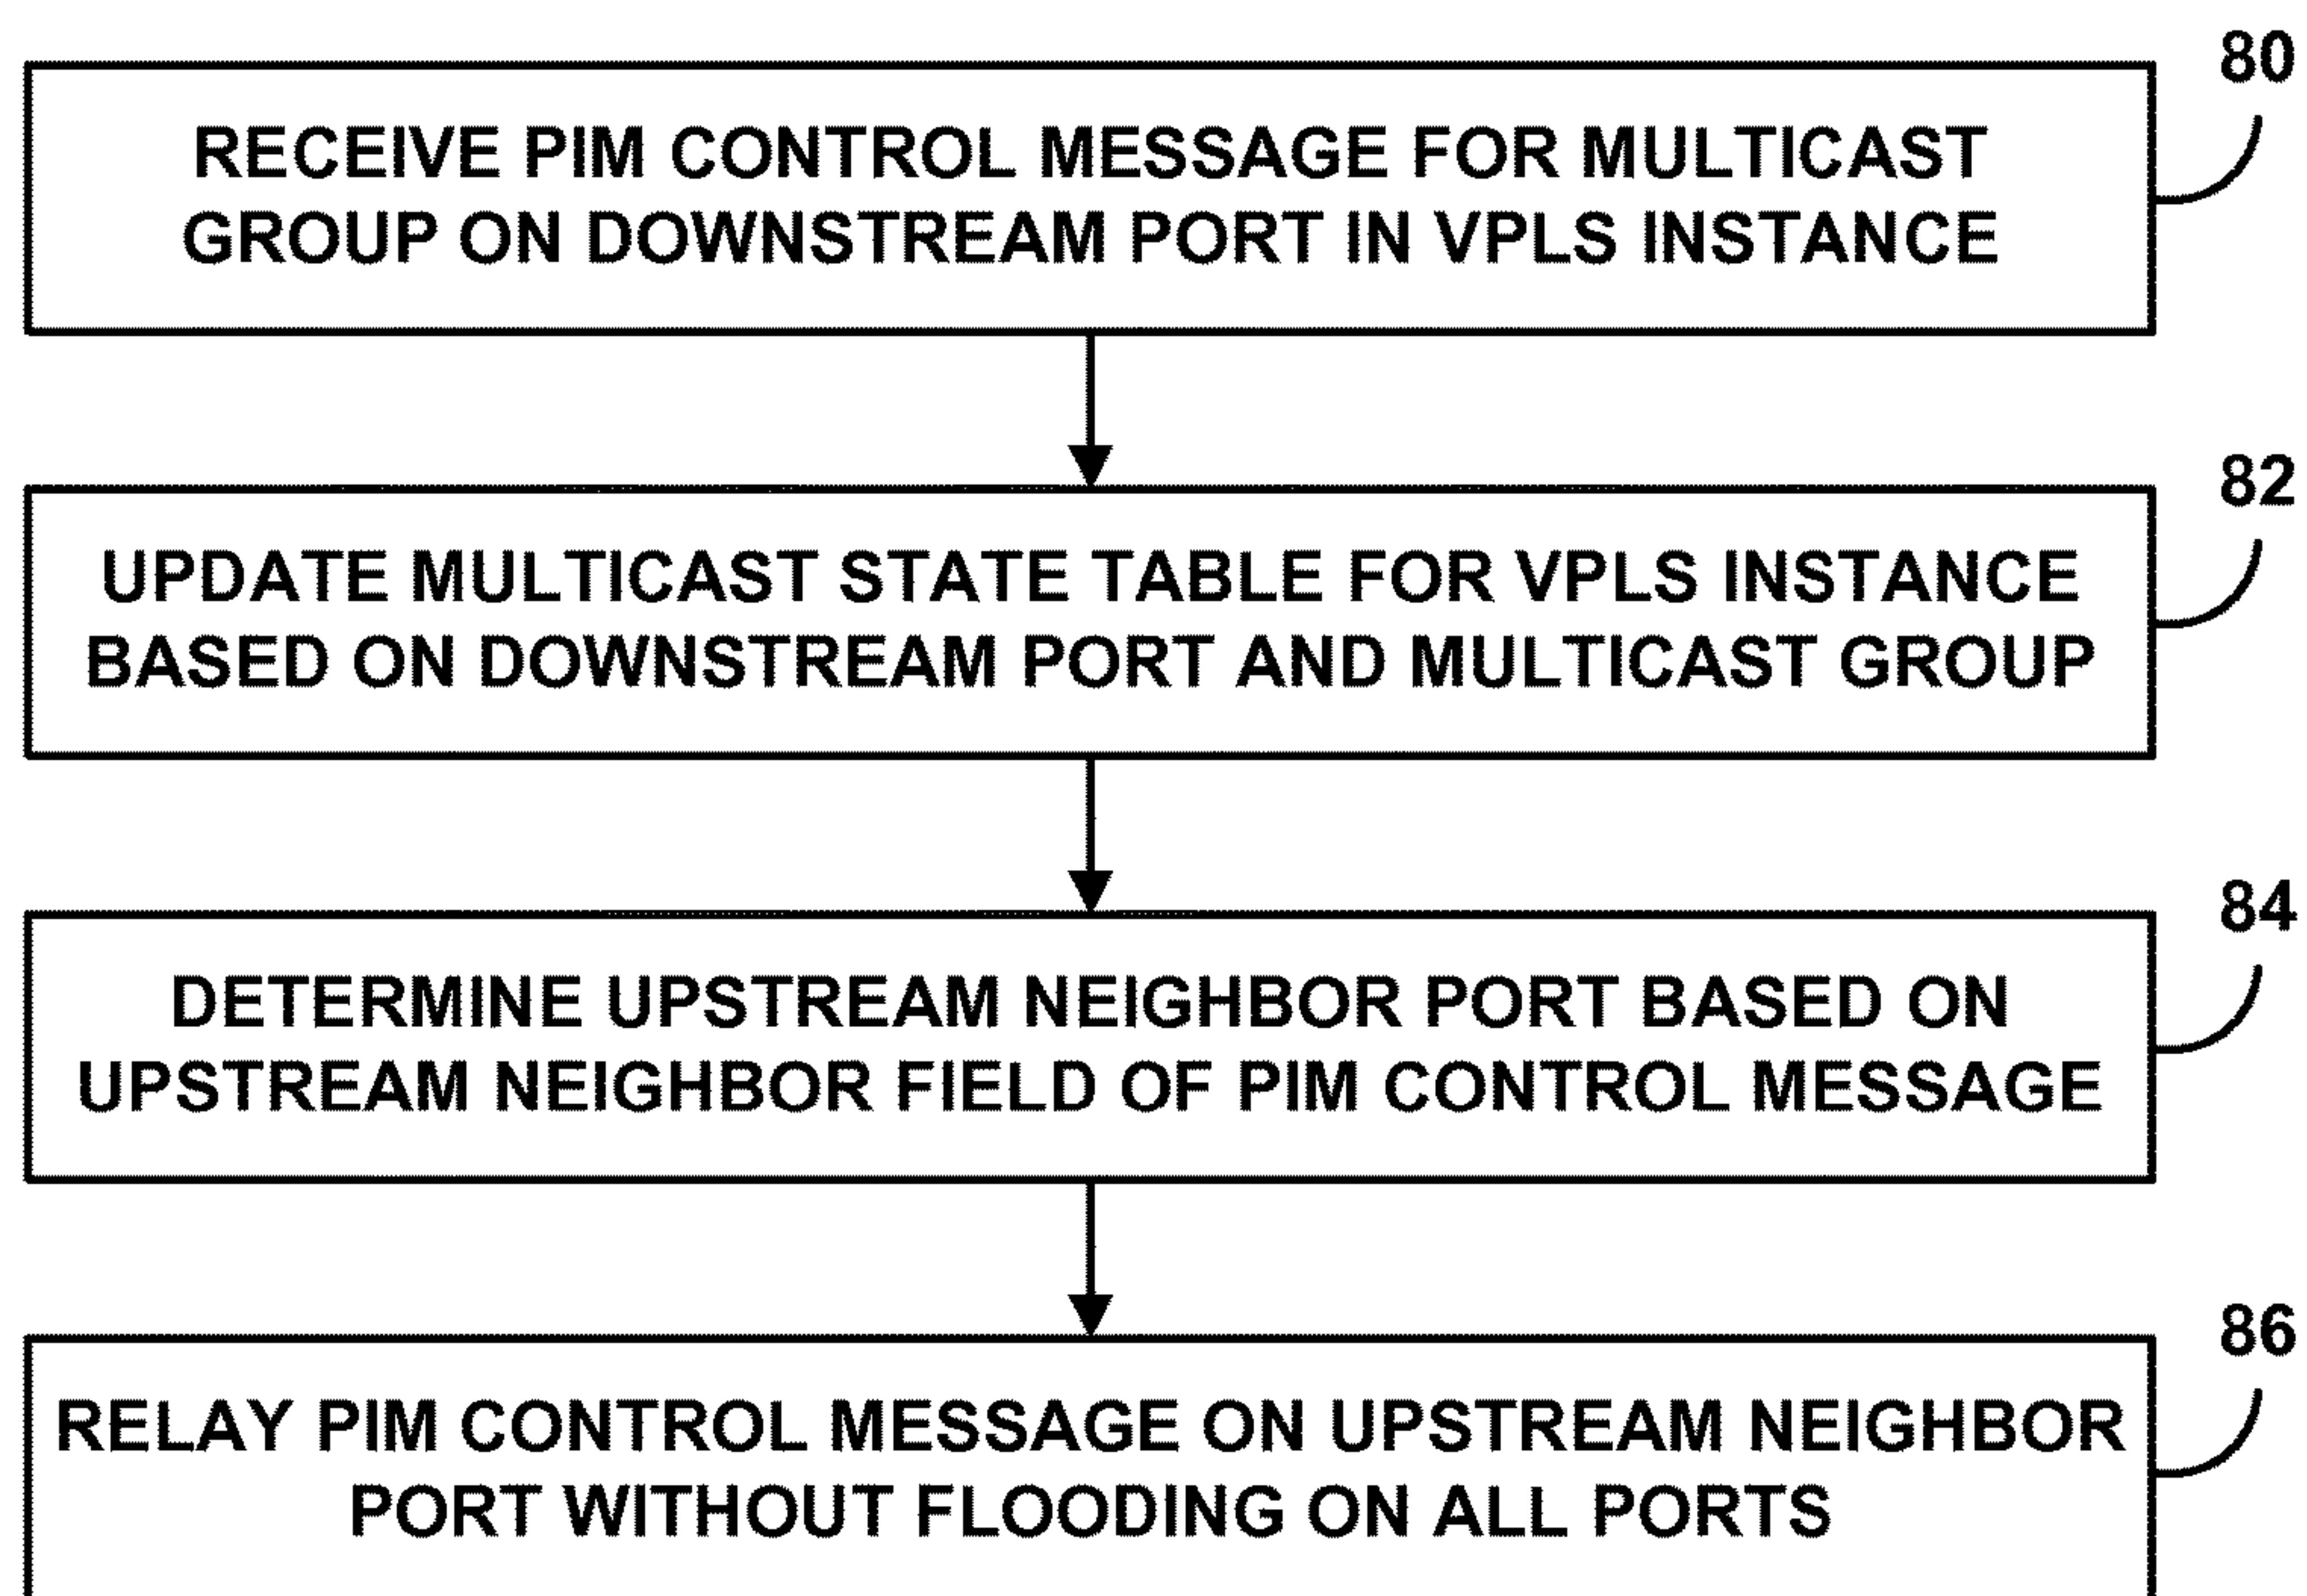 80
RECEIVE PIM CONTROL MESSAGE FOR MULTICAST
GROUP ON DOWNSTREAM PORT IN VPLS INSTANCE
82
UPDATE MULTICAST STATE TABLE FOR VPLS INSTANCE
BASED ON DOWNSTREAM PORT AND MULTICAST GROUP
84
DETERMINE UPSTREAM NEIGHBOR PORT BASED ON
UPSTREAM NEIGHBOR FIELD OF PIM CONTROL MESSAGE
86
RELAY PIM CONTROL MESSAGE ON UPSTREAM NEIGHBOR
PORT WITHOUT FLOODING ON ALL PORTS